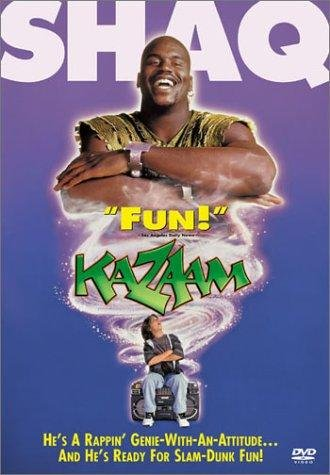 SHAQ
"FUN!"
- Los Angeles Daily News
KAZAAM
HE'S A RAPPIN' GENIE-WITH-AN-ATTITUDE...
AND HE'S READY FOR SLAM-DUNK FUN!
DVD
VIDEO